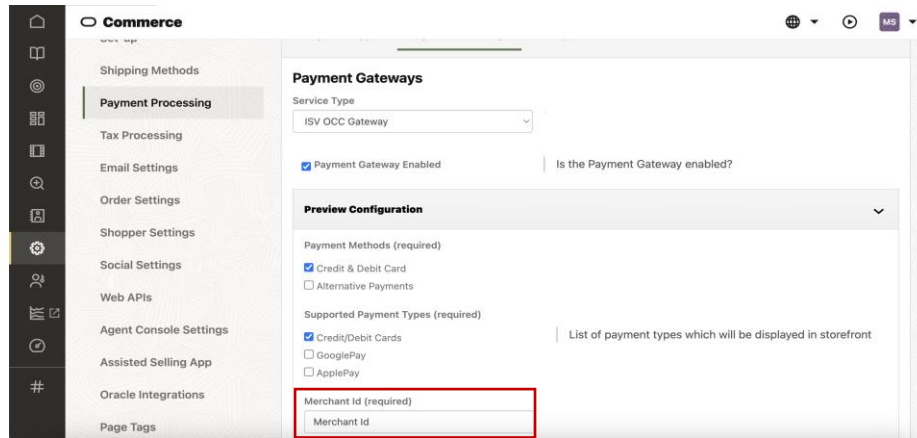 Commerce
MS
Set-up
Shipping Methods
Payment Processing
Tax Processing
Email Settings
Order Settings
Shopper Settings
Social Settings
Web APIs
Agent Console Settings
Assisted Selling App
Oracle Integrations
Page Tags
Payment Gateways
Service Type
ISV OCC Gateway
Payment Gateway Enabled
Is the Payment Gateway enabled?
Preview Configuration
Payment Methods (required)
Credit & Debit Card
Alternative Payments
Supported Payment Types (required)
Credit/Debit Cards
List of payment types which will be displayed in storefront
GooglePay
ApplePay
Merchant Id (required)
Merchant Id